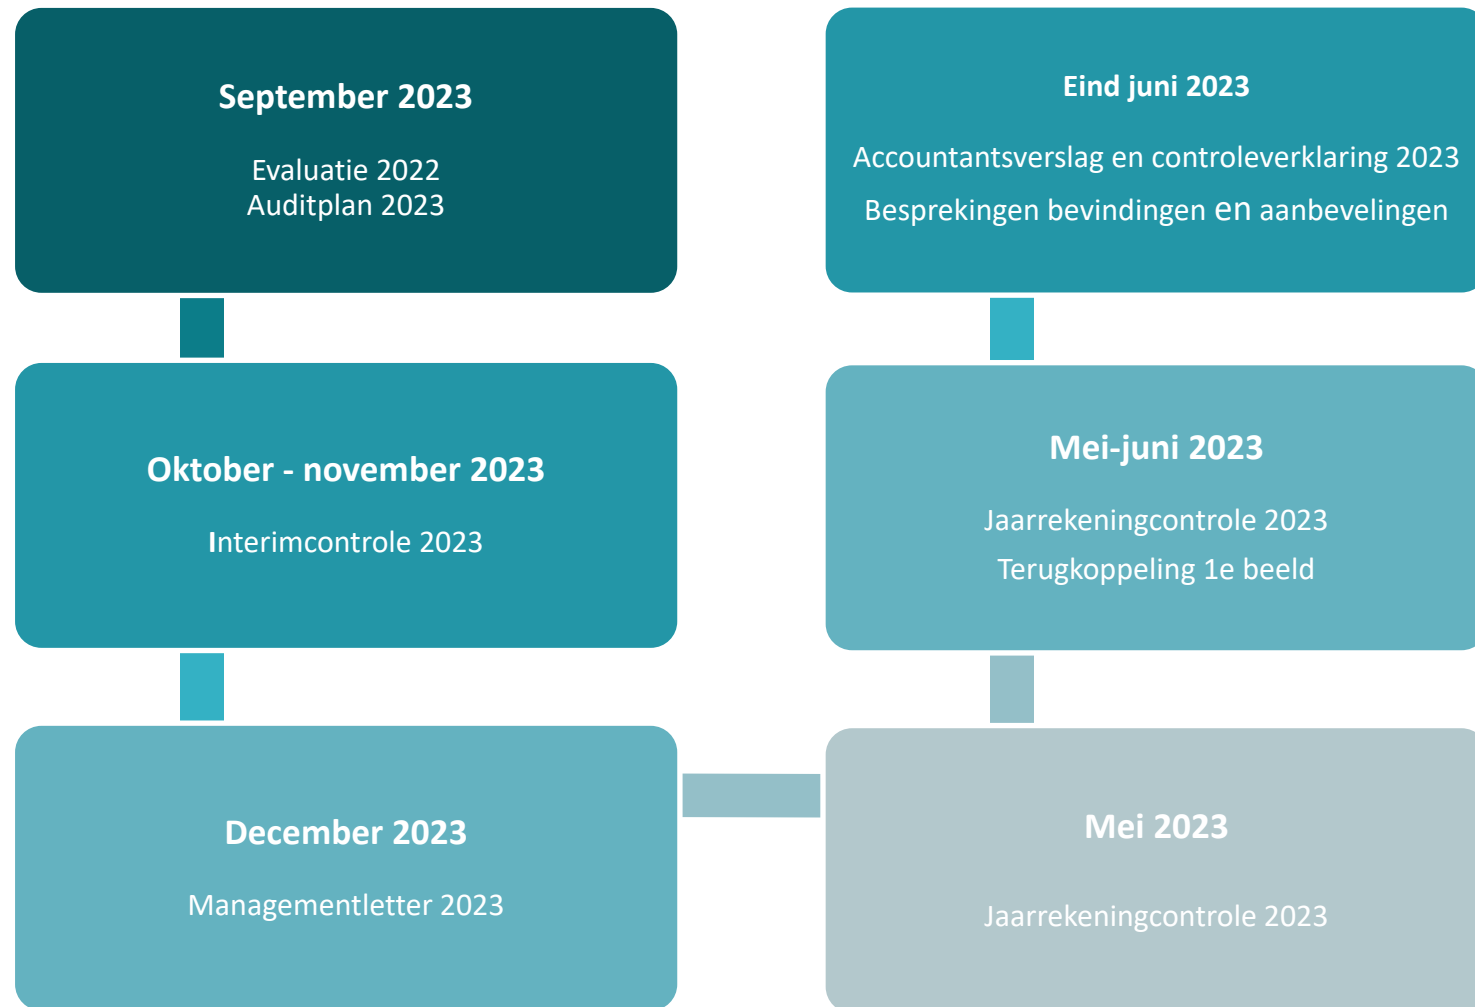 September 2023
Evaluatie 2022
Auditplan 2023
Oktober - november 2023
Interimcontrole 2023
December 2023
Managementletter 2023
Mei 2023
Jaarrekeningcontrole 2023
Mei-juni 2023
Jaarrekeningcontrole 2023
Terugkoppeling 1e beeld
Eind juni 2023
Accountantsverslag en controleverklaring 2023
Besprekingen bevindingen en aanbevelingen